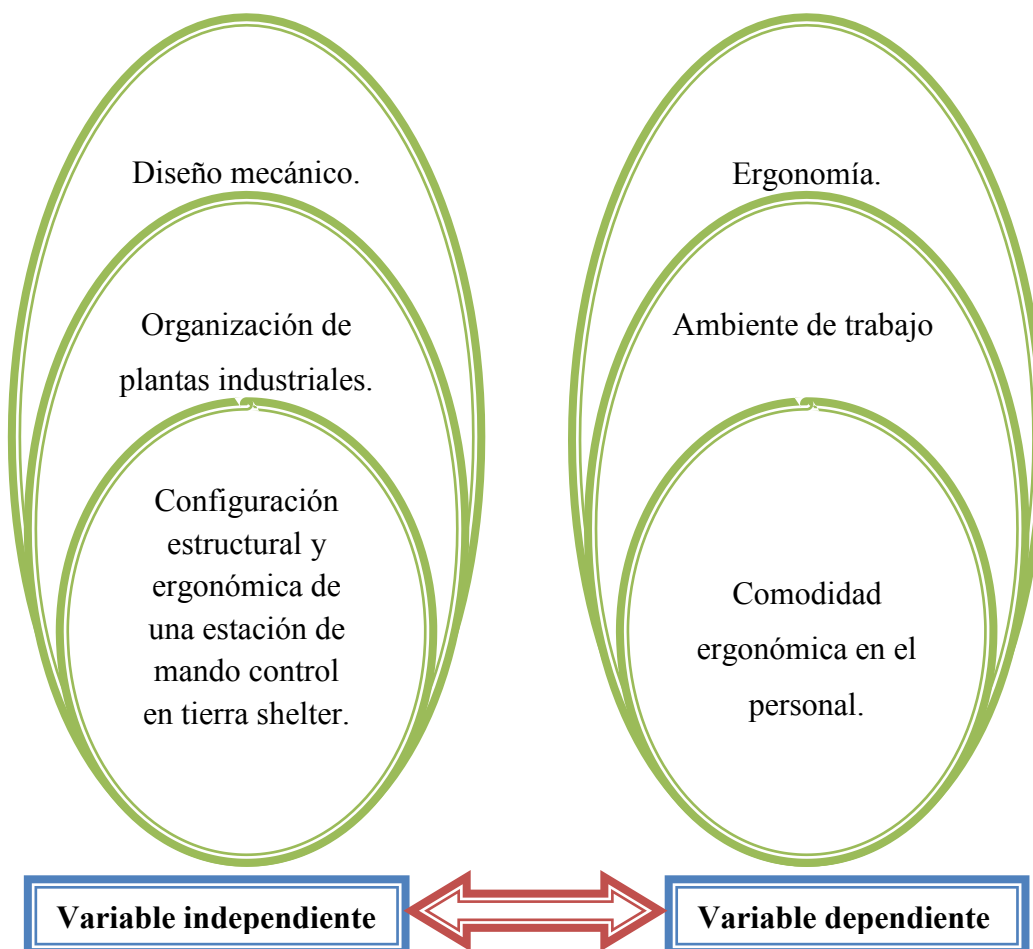 Diseño mecánico.
Organización de
plantas industriales.
Configuración
estructural y
ergonómica de
una estación de
mando control
en tierra shelter.
Variable independiente
Ergonomía.
Ambiente de trabajo
Comodidad
ergonómica en el
personal.
Variable dependiente